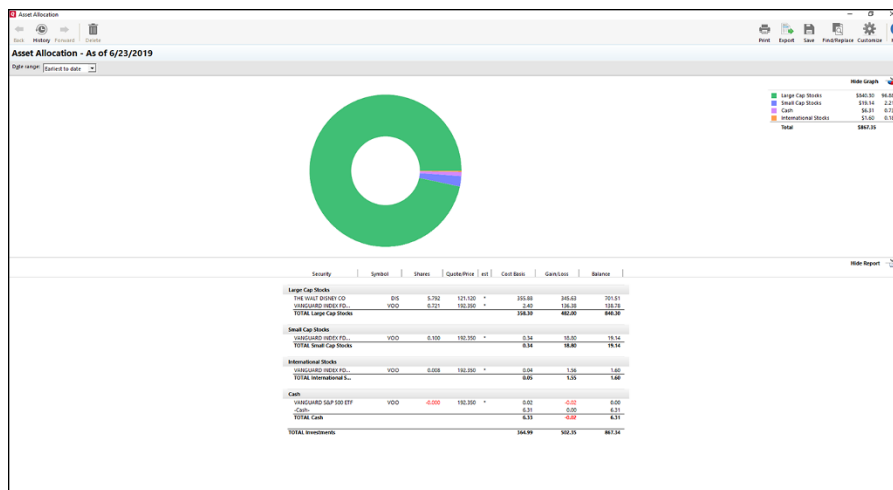 Asset Allocation
Back History Forward Delete
Print Export Save Find/Replace Customize
Asset Allocation - As of 6/23/2019
Date range: Earliest to date
Hide Graph
Large Cap Stocks $840.30
Small Cap Stocks $19.14 2.21
Cash $6.31 0.73
International Stocks $1.60 0.18
Total $867.35
Hide Report
Security Symbol Shares Quote/Price est Cost Basis Gain/Loss Balance
Large Cap Stocks
THE WALT DISNEY CO DIS 5.792 121.120 * 355.88 345.63 701.51
VANGUARD INDEX FD... VOO 0.721 192.350 * 2.40 136.38 138.78
TOTAL Large Cap Stocks 358.30 482.00 840.30
Small Cap Stocks
VANGUARD INDEX FD... VOO 0.100 192.350 * 0.34 18.80 19.14
TOTAL Small Cap Stocks 0.34 18.80 19.14
International Stocks
VANGUARD INDEX FD... VOO 0.008 192.350 * 0.04 1.56 1.60
TOTAL International S... 0.05 1.55 1.60
Cash
VANGUARD S&P 500 ETF VOO -0.000 192.350 * 0.02 -0.02 0.00
-Cash- 6.31 0.00 6.31
TOTAL Cash 6.33 -0.02 6.31
TOTAL Investments 364.99 502.35 867.34